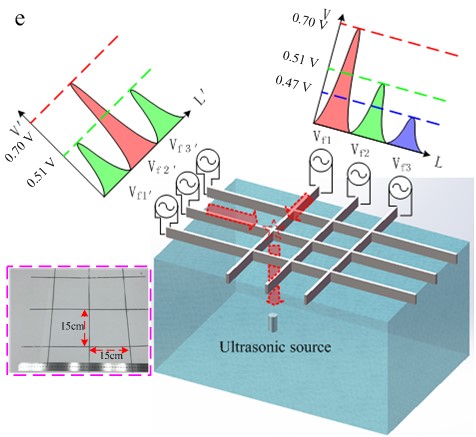 e
V'
0.70 V
0.51 V
L'
Vf1'
Vf2'
Vf3'
V
0.70 V
0.51 V
0.47 V
Vf1
Vf2
Vf3
L
15cm
15cm
Ultrasonic source